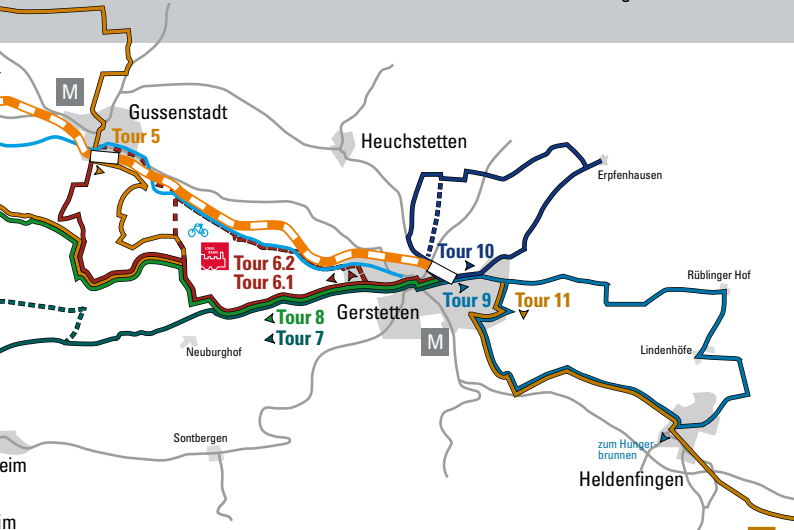 M
Gussenstadt
Tour 5
Heuchstetten
Erpfenhausen
Tour 10
Tour 6.2
Tour 6.1
Rüblinger Hof
Tour 9
Tour 11
Gerstetten
Tour 8
Tour 7
M
Neuburghof
Lindenhöfe
Sontbergen
zum Hunger-
brunnen
eim
Heldenfingen
im